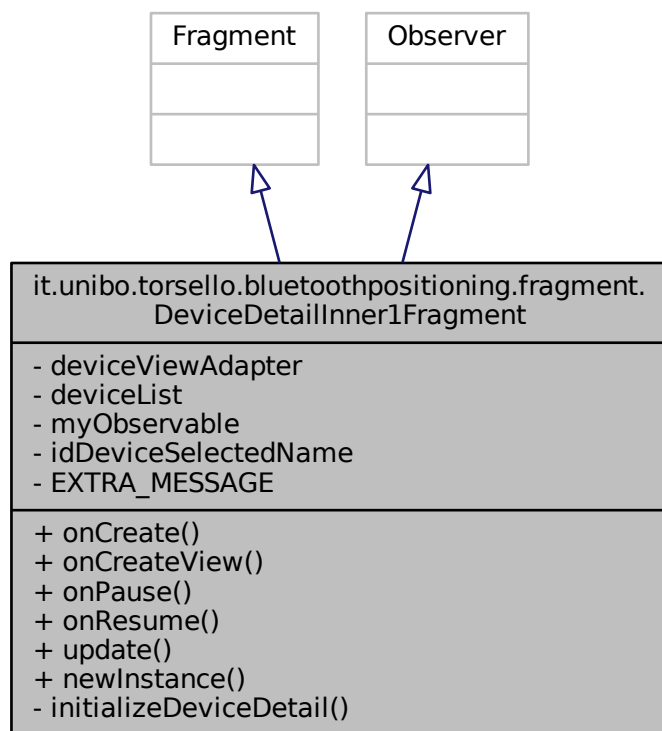 Fragment
Observer
it.unibo.torsello.bluetoothpositioning.fragment.
DeviceDetailInner1Fragment
- deviceViewAdapter
- deviceList
- myObservable
- idDeviceSelectedName
- EXTRA_MESSAGE
+ onCreate()
+ onCreateView()
+ onPause()
+ onResume()
+ update()
+ newInstance()
- initializeDeviceDetail()